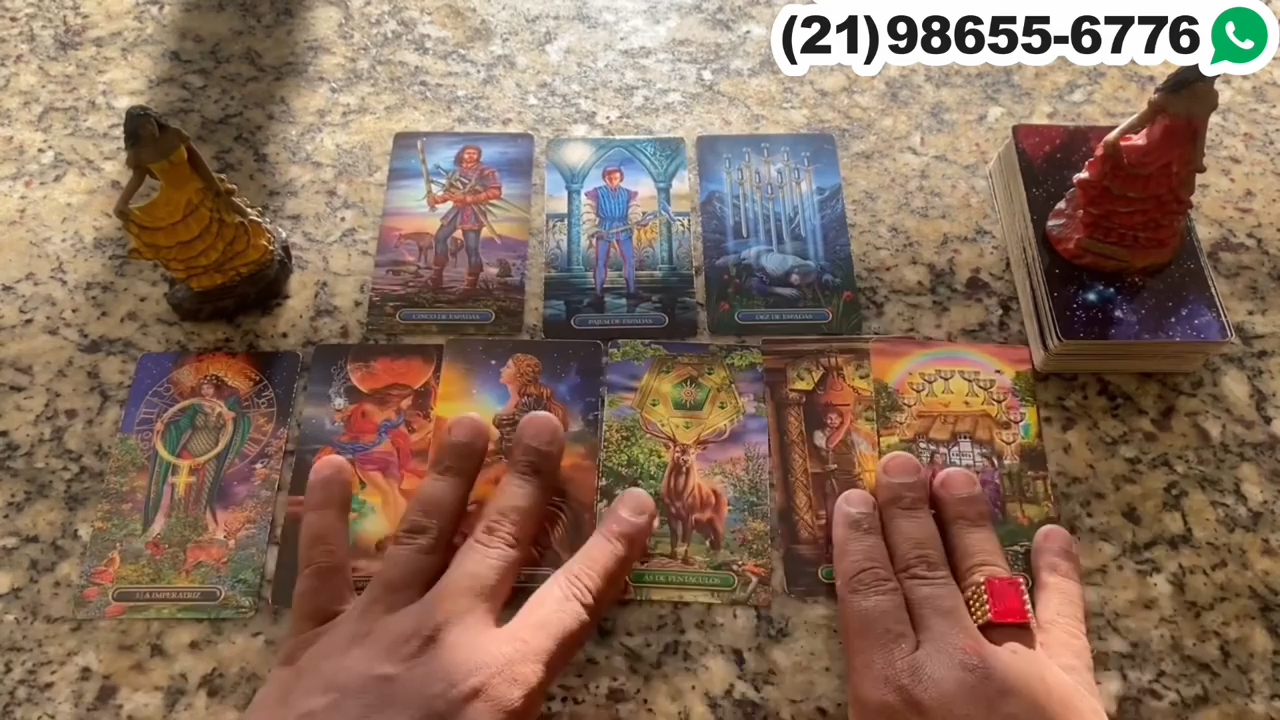 (21)98655-6776
CINCO DE ESPADAS
PAJEM DE ESPADAS
DEZ DE ESPADAS
A IMPERATRIZ
ÁS DE PENTÁCULOS